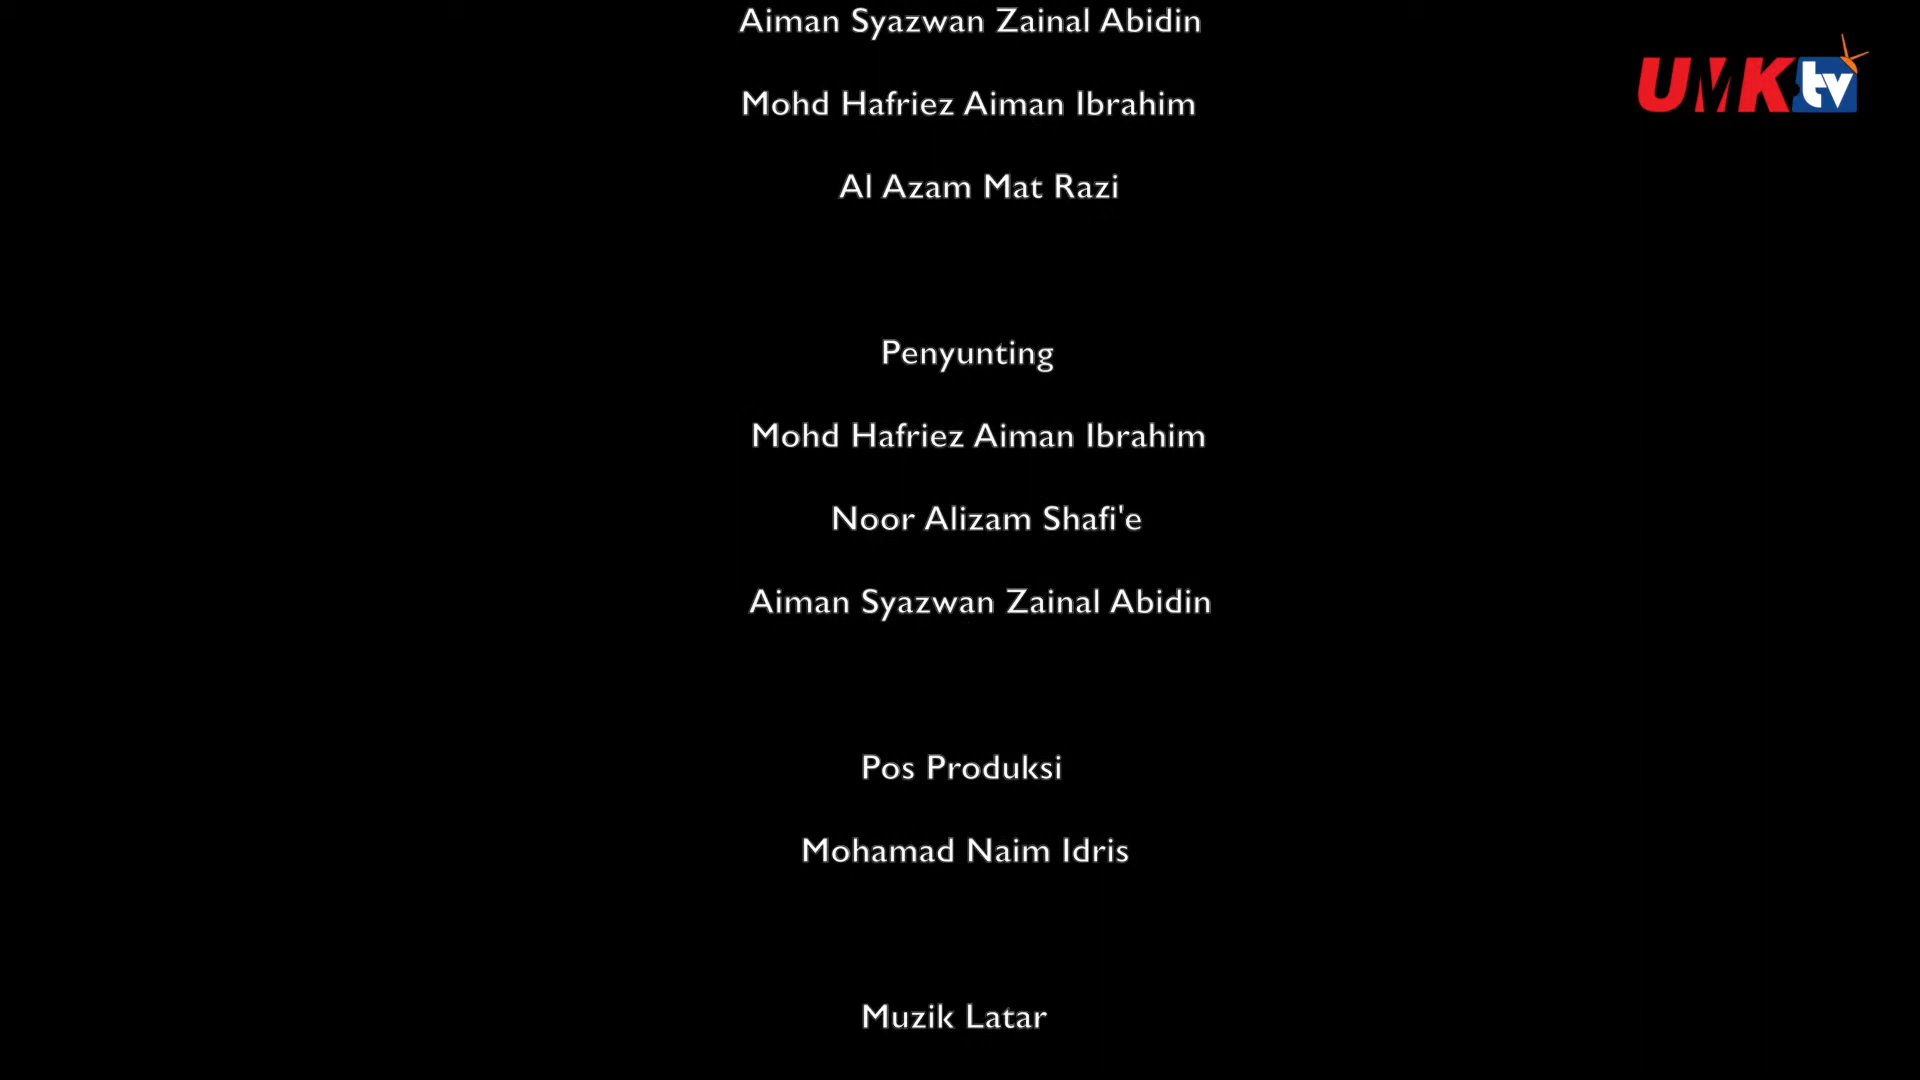 Aiman Syazwan Zainal Abidin
UMKtv
Mohd Hafriez Aiman Ibrahim
Al Azam Mat Razi
Penyunting
Mohd Hafriez Aiman Ibrahim
Noor Alizam Shafi'e
Aiman Syazwan Zainal Abidin
Pos Produksi
Mohamad Naim Idris
Muzik Latar